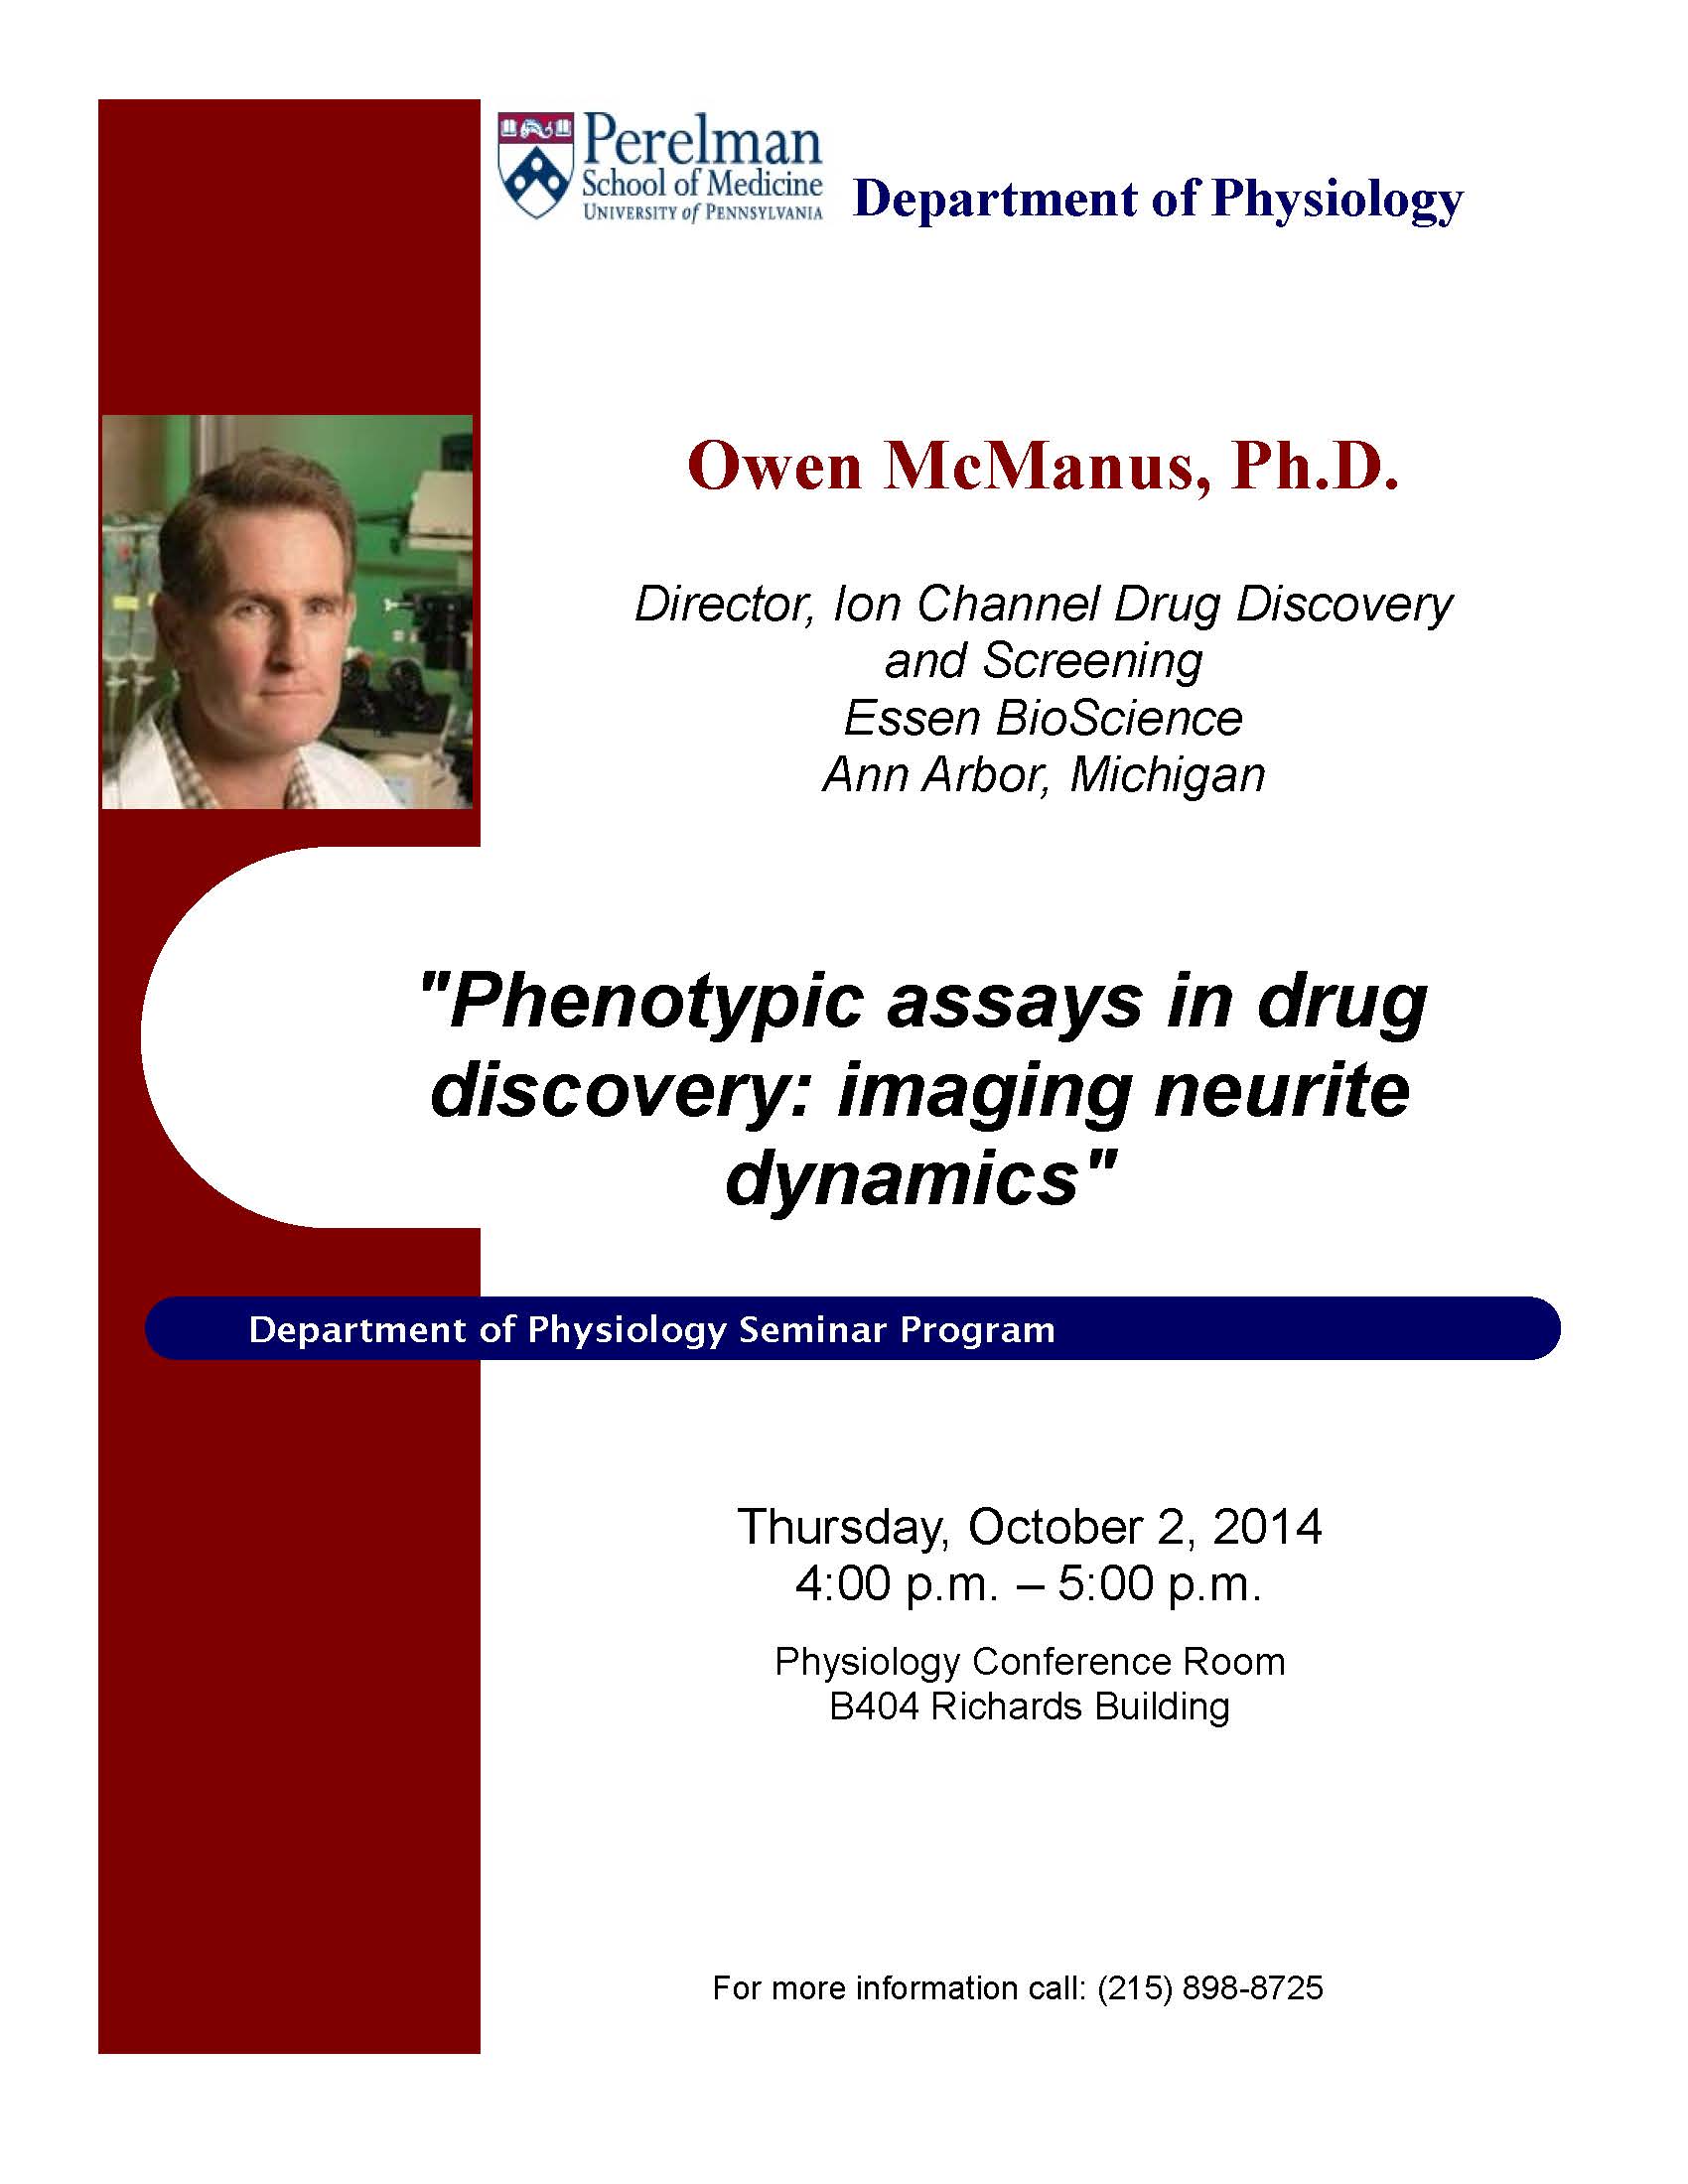 Perelman
School of Medicine
UNIVERSITY of PENNSYLVANIA
Department of Physiology
Owen McManus, Ph.D.
Director, Ion Channel Drug Discovery
and Screening
Essen BioScience
Ann Arbor, Michigan
"Phenotypic assays in drug
discovery: imaging neurite
dynamics"
Department of Physiology Seminar Program
Thursday, October 2, 2014
4:00 p.m. – 5:00 p.m.
Physiology Conference Room
B404 Richards Building
For more information call: (215) 898-8725